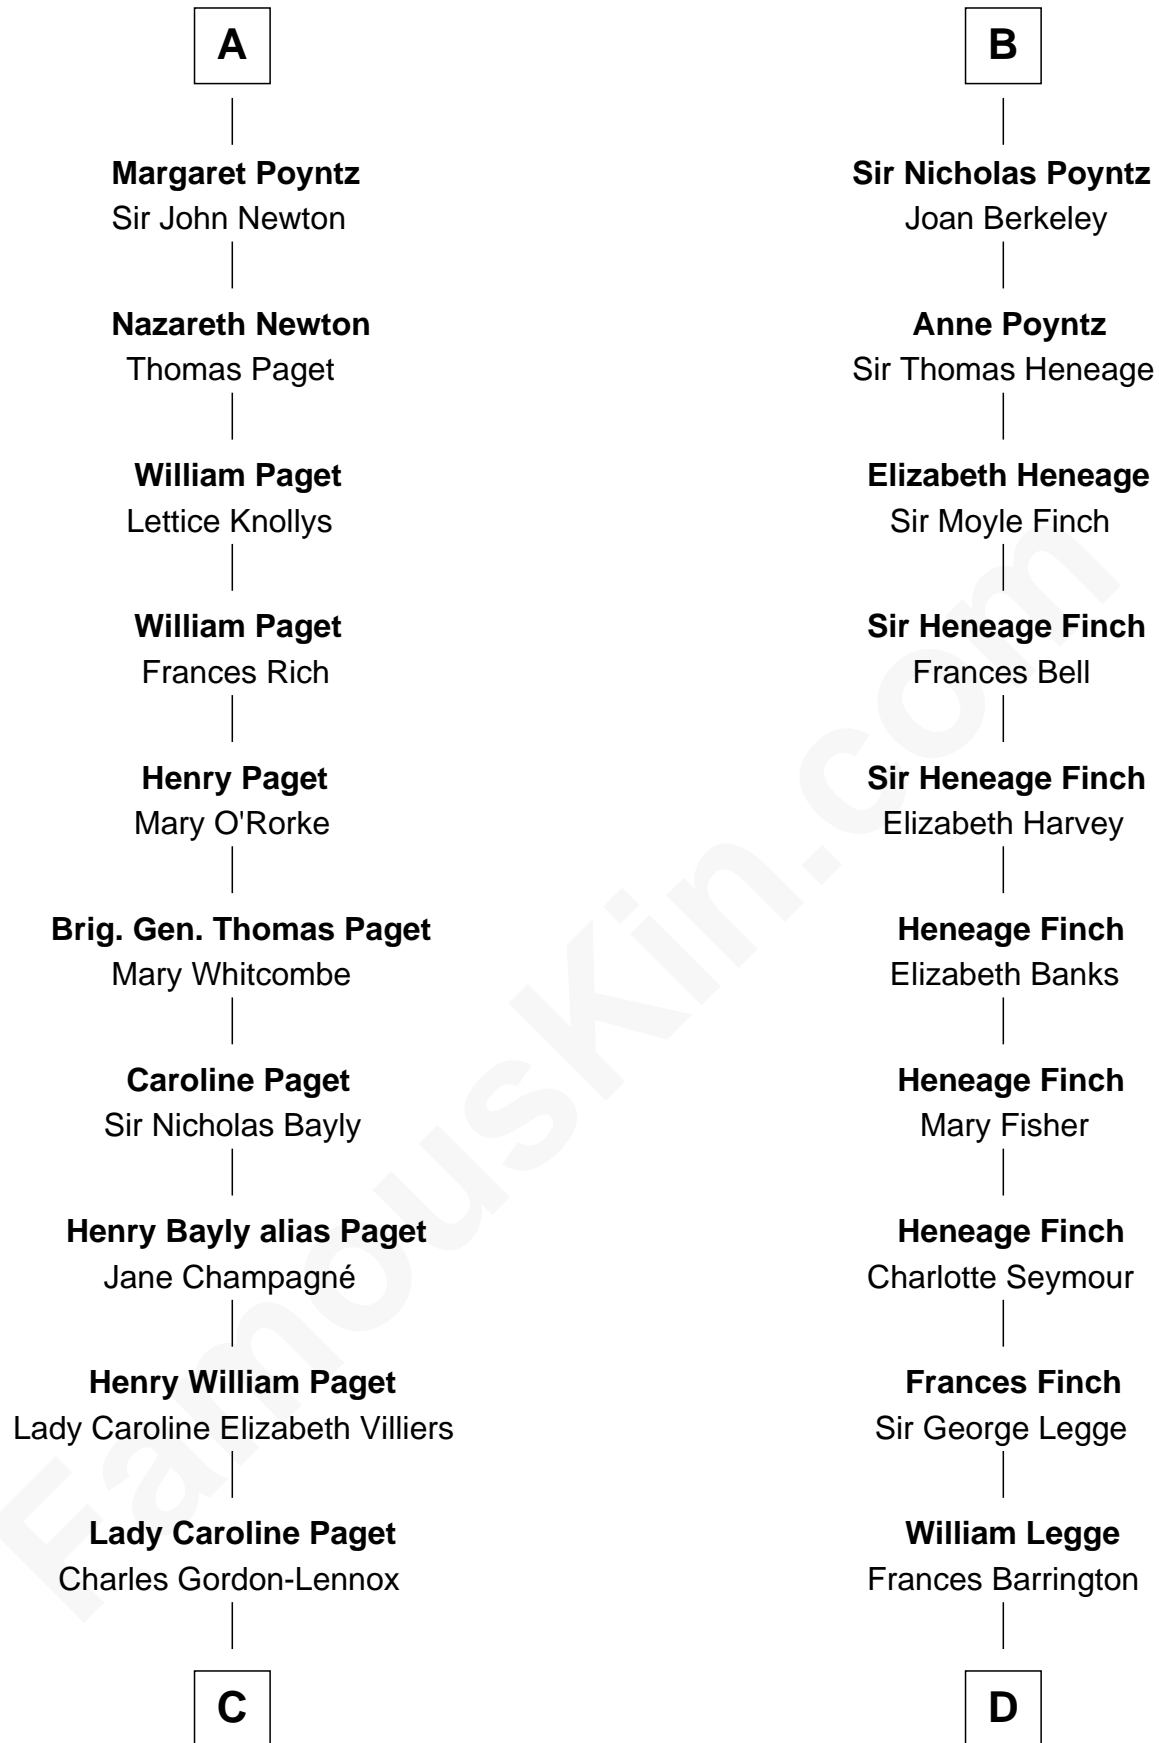 A
Margaret Poyntz
Sir John Newton
Nazareth Newton
Thomas Paget
William Paget
Lettice Knollys
William Paget
Frances Rich
Henry Paget
Mary O'Rorke
Brig. Gen. Thomas Paget
Mary Whitcombe
Caroline Paget
Sir Nicholas Bayly
Henry Bayly alias Paget
Jane Champagné
Henry William Paget
Lady Caroline Elizabeth Villiers
Lady Caroline Paget
Charles Gordon-Lennox
C
B
Sir Nicholas Poyntz
Joan Berkeley
Anne Poyntz
Sir Thomas Heneage
Elizabeth Heneage
Sir Moyle Finch
Sir Heneage Finch
Frances Bell
Sir Heneage Finch
Elizabeth Harvey
Heneage Finch
Elizabeth Banks
Heneage Finch
Mary Fisher
Heneage Finch
Charlotte Seymour
Frances Finch
Sir George Legge
William Legge
Frances Barrington
D
FamousKin.com